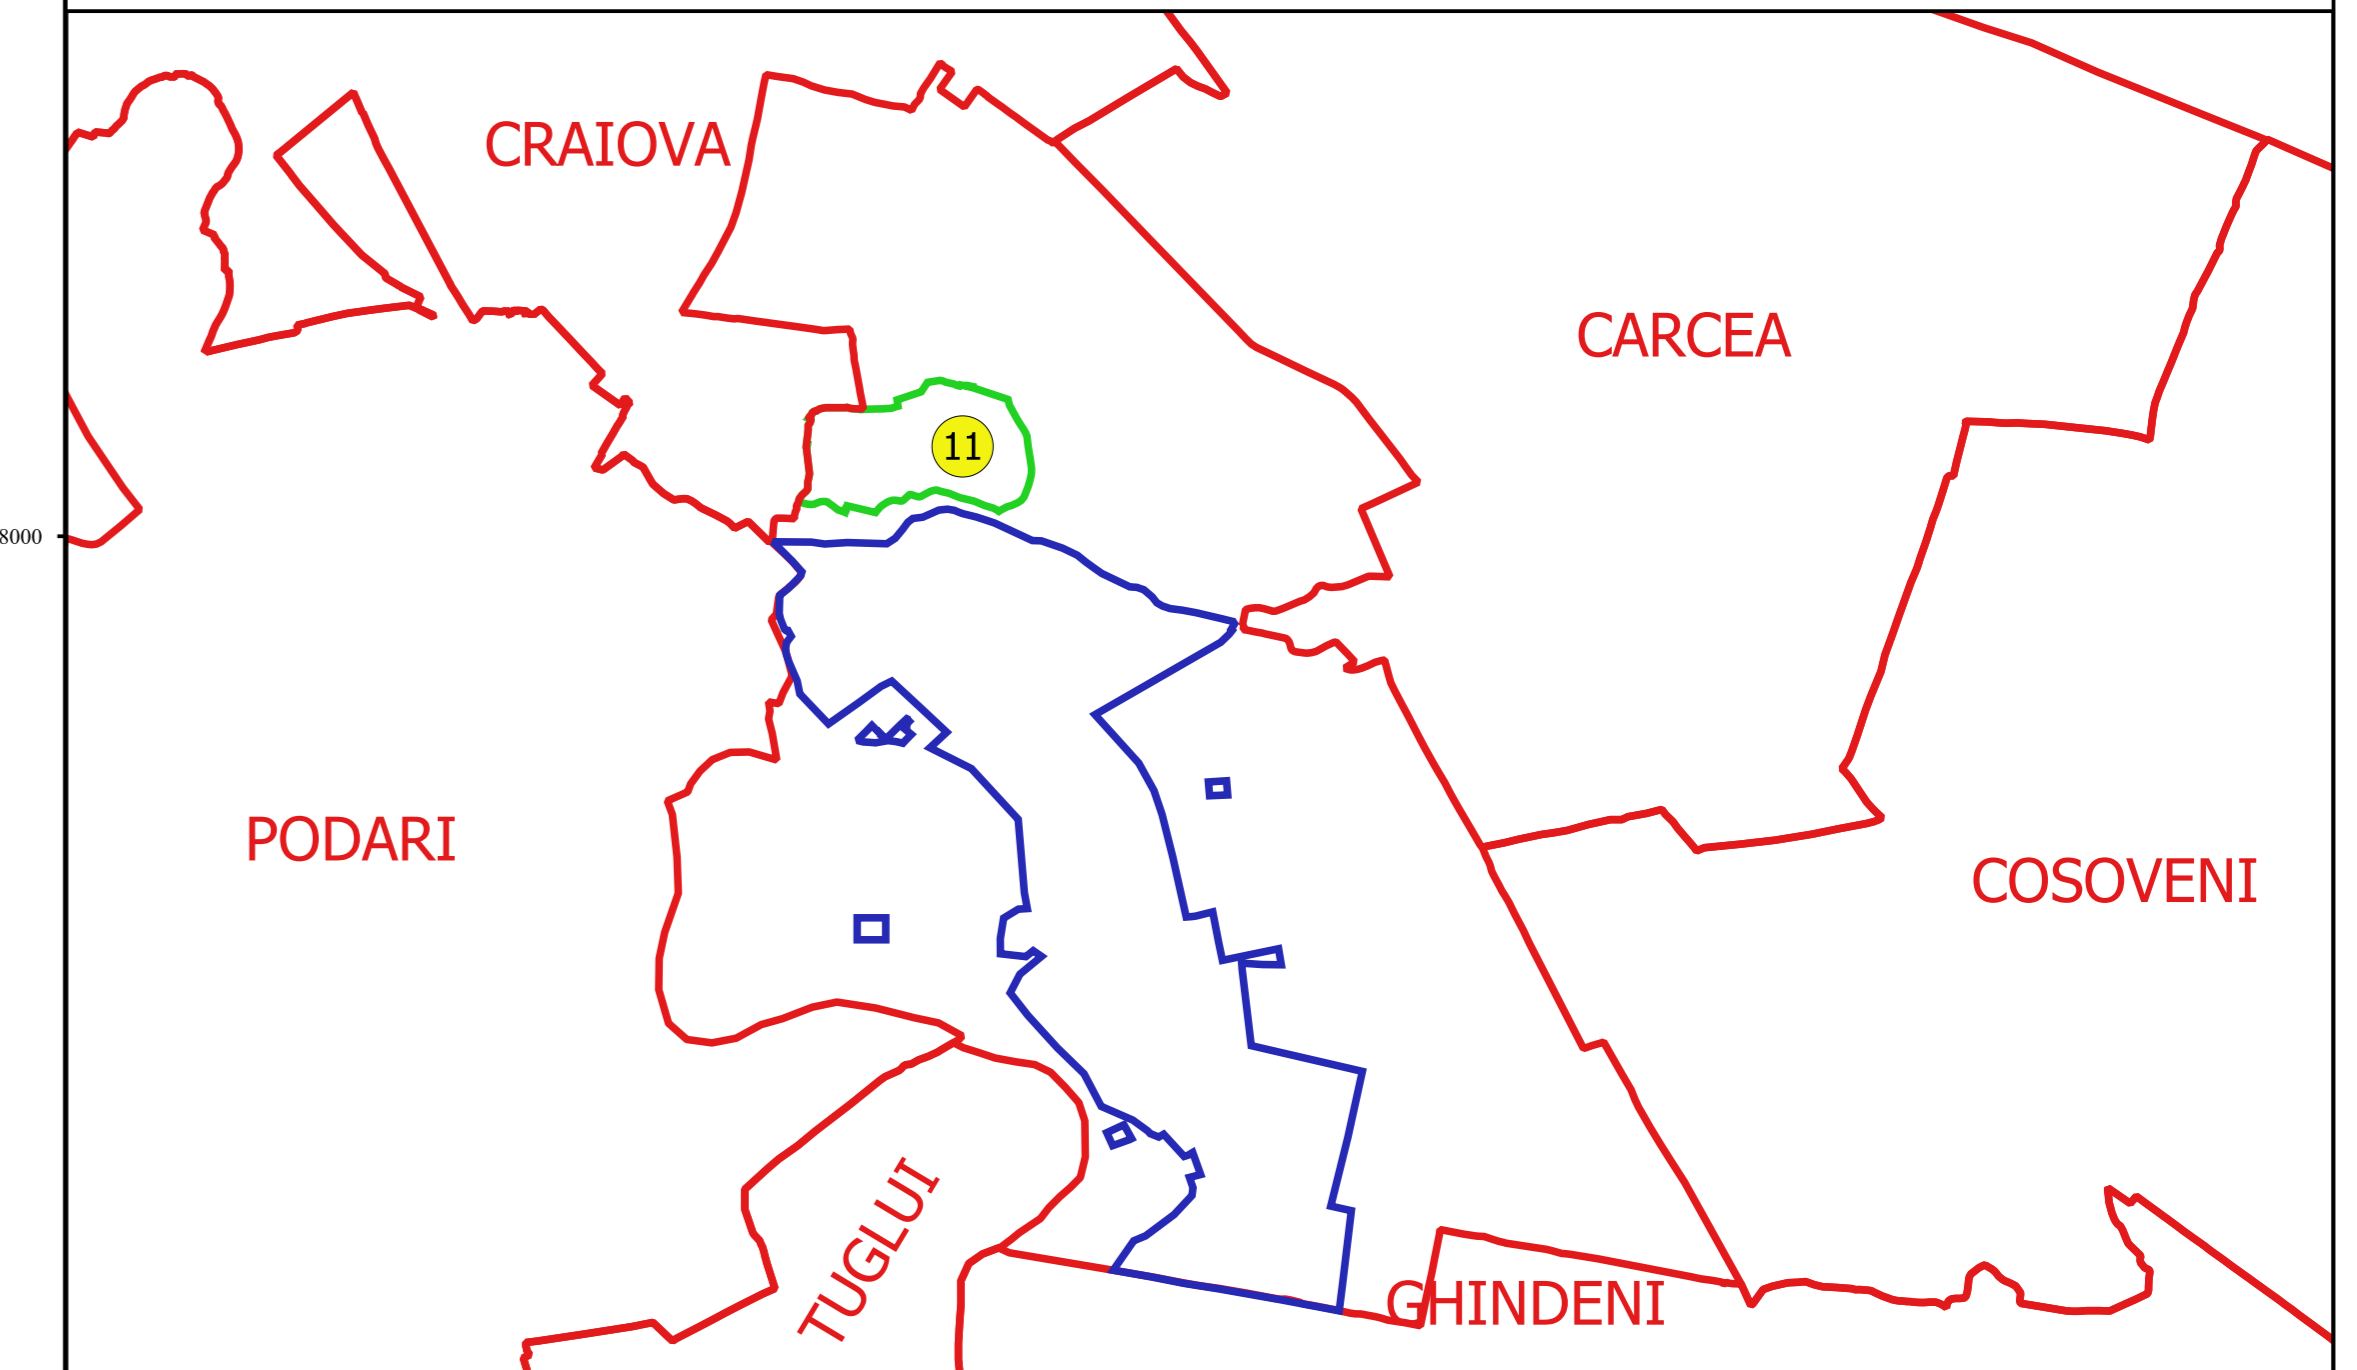 CRAIOVA
CARCEA
11
8000
PODARI
COSOVENI
TUGLUI
GHINDENI